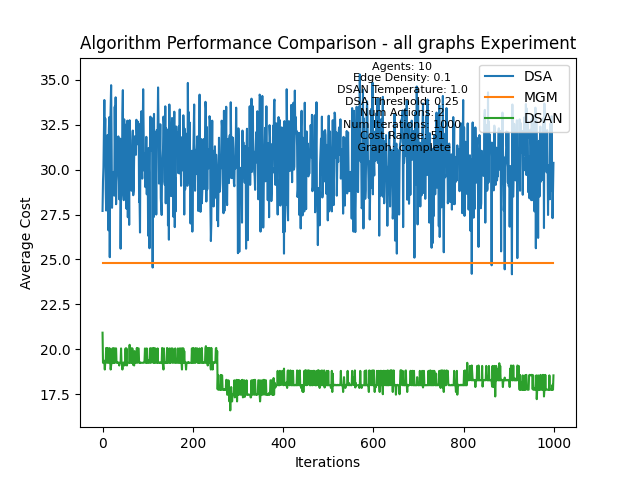 Algorithm Performance Comparison - all graphs Experiment
Agents: 10
Edge Density: 0.1
DSAN Temperature: 1.0
DSA Threshold: 0.25
Num Actions: 2
Num Iterations: 1000
Cost Range: 51
Graph: complete
DSA
MGM
DSAN
Average Cost
35.0
32.5
30.0
27.5
25.0
22.5
20.0
17.5
0
200
400
600
800
1000
Iterations